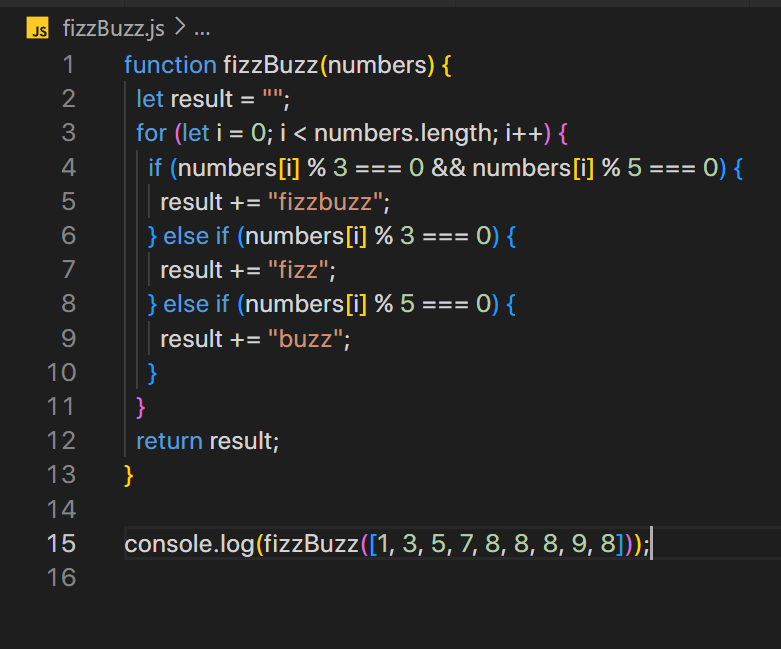 JS fizzBuzz.js > ...
1 function fizzBuzz(numbers) {
2 let result = "";
3 for (let i = 0; i < numbers.length; i++) {
4 if (numbers[i] % 3 === 0 && numbers[i] % 5 === 0) {
5 result += "fizzbuzz";
6 } else if (numbers[i] % 3 === 0) {
7 result += "fizz";
8 } else if (numbers[i] % 5 === 0) {
9 result += "buzz";
10 }
11 }
12 return result;
13 }
14
15 console.log(fizzBuzz([1, 3, 5, 7, 8, 8, 8, 9, 8]));
16